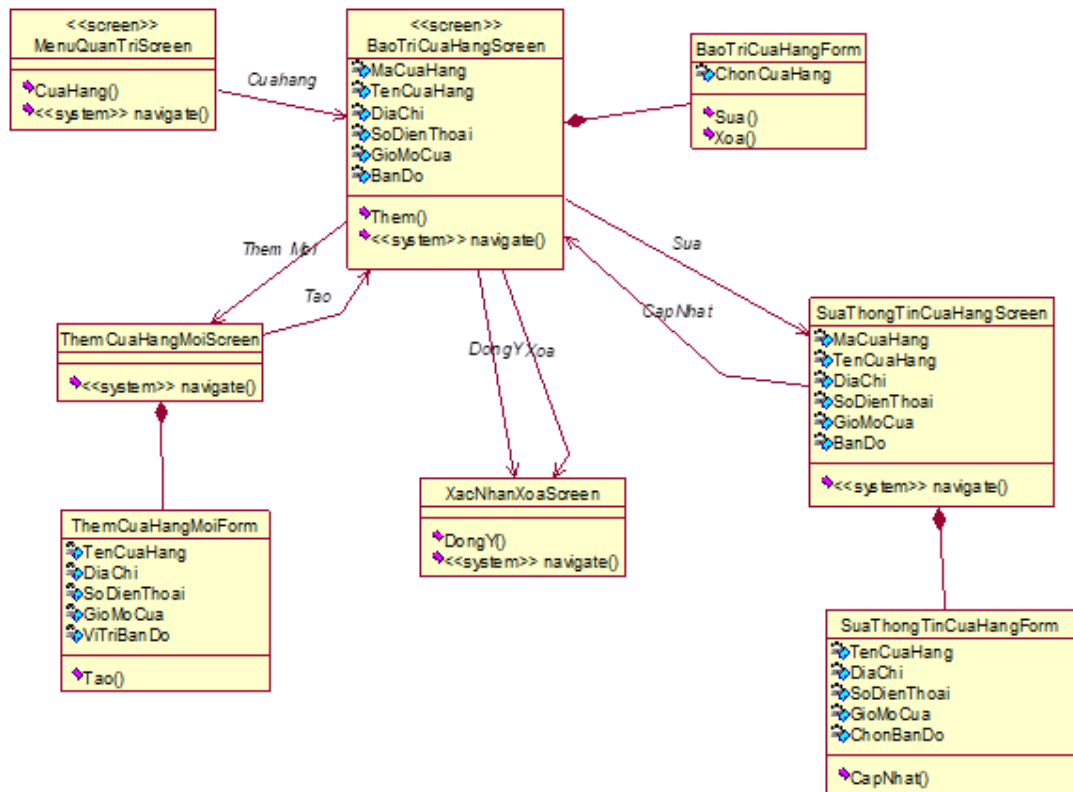 <<screen>>
MenuQuanTriScreen
CuaHang()
<<system>> navigate()
Cuahang
<<screen>>
BaoTriCuaHangScreen
MaCuaHang
TenCuaHang
DiaChi
SoDienThoai
GioMoCua
BanDo
Them()
<<system>> navigate()
BaoTriCuaHangForm
ChonCuaHang
Sua()
Xoa()
Them Moi
Tao
Sua
CapNhat
DongY
Xoa
ThemCuaHangMoiScreen
<<system>> navigate()
SuaThongTinCuaHangScreen
MaCuaHang
TenCuaHang
DiaChi
SoDienThoai
GioMoCua
BanDo
<<system>> navigate()
XacNhanXoaScreen
DongY()
<<system>> navigate()
ThemCuaHangMoiForm
TenCuaHang
DiaChi
SoDienThoai
GioMoCua
ViTriBanDo
Tao()
SuaThongTinCuaHangForm
TenCuaHang
DiaChi
SoDienThoai
GioMoCua
ChonBanDo
CapNhat()